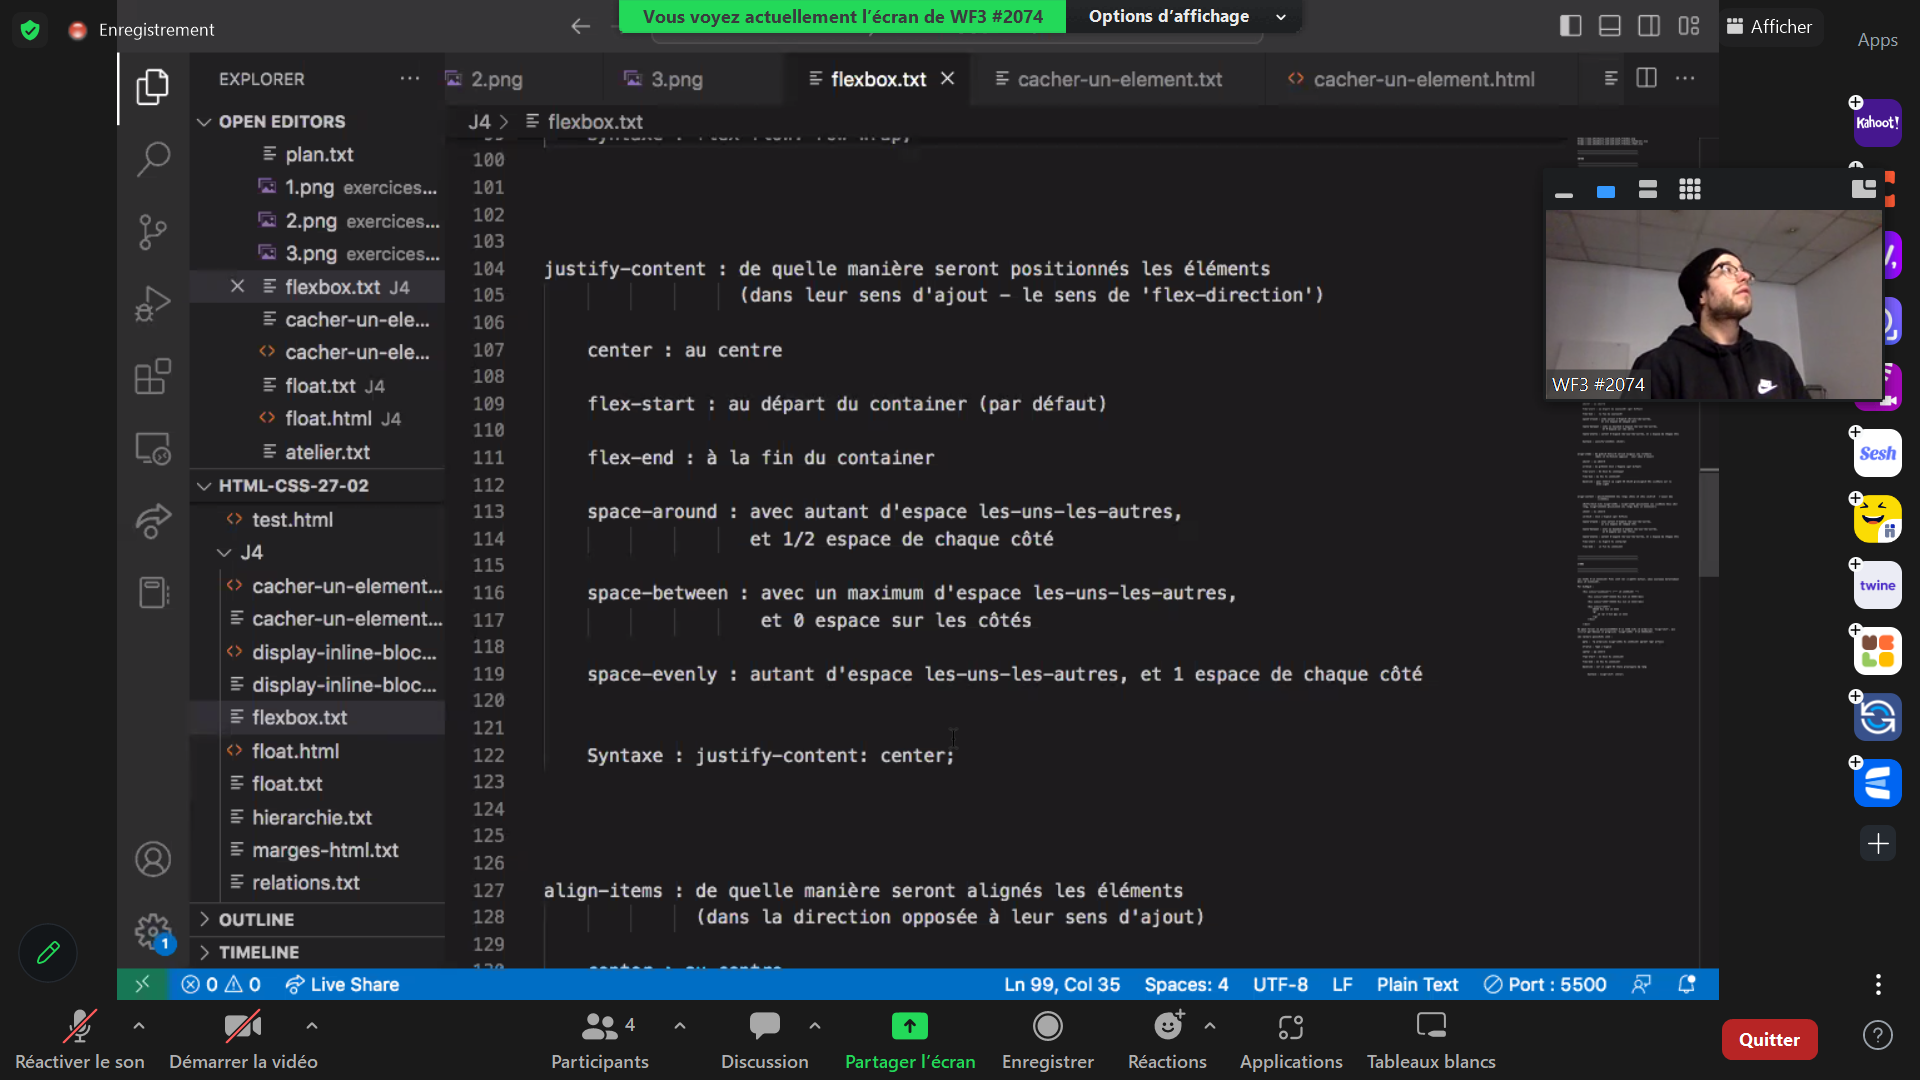 Enregistrement
Vous voyez actuellement l'écran de WF3 #2074
Options d'affichage
Afficher
Apps
EXPLORER
2.png
3.png
flexbox.txt
cacher-un-element.txt
cacher-un-element.html
J4 > flexbox.txt
OPEN EDITORS
plan.txt
1.png exercices...
2.png exercices...
3.png exercices...
flexbox.txt J4
cacher-un-ele...
cacher-un-ele...
float.txt J4
float.html J4
atelier.txt
HTML-CSS-27-02
test.html
J4
cacher-un-element...
cacher-un-element...
display-inline-bloc...
display-inline-bloc...
flexbox.txt
float.html
float.txt
hierarchie.txt
marges-html.txt
relations.txt
OUTLINE
TIMELINE
1
100
101
102
103
104 justify-content : de quelle manière seront positionnés les éléments
105 (dans leur sens d'ajout - le sens de 'flex-direction')
106
107 center : au centre
108
109 flex-start : au départ du container (par défaut)
110
111 flex-end : à la fin du container
112
113 space-around : avec autant d'espace les-uns-les-autres,
114 et 1/2 espace de chaque côté
115
116 space-between : avec un maximum d'espace les-uns-les-autres,
117 et 0 espace sur les côtés
118
119 space-evenly : autant d'espace les-uns-les-autres, et 1 espace de chaque côté
120
121
122 Syntaxe : justify-content: center;
123
124
125
126
127 align-items : de quelle manière seront alignés les éléments
128 (dans la direction opposée à leur sens d'ajout)
129
WF3 #2074
Kahoot!
Sesh
twine
0 0
Live Share
Ln 99, Col 35
Spaces: 4
UTF-8
LF
Plain Text
Port : 5500
Réactiver le son
Démarrer la vidéo
4
Participants
Discussion
Partager l'écran
Enregistrer
Réactions
Applications
Tableaux blancs
Quitter